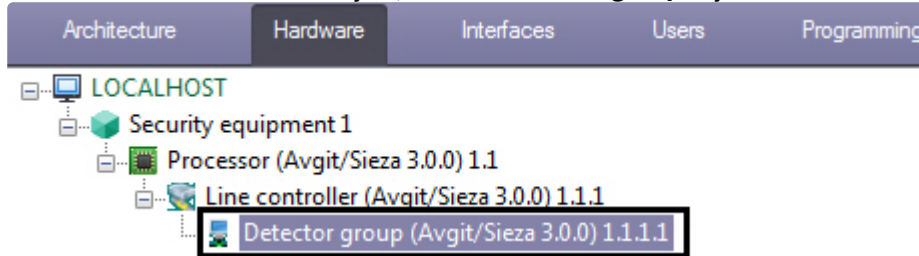 Architecture Hardware Interfaces Users Programming
LOCALHOST
Security equipment 1
Processor (Avgit/Sieza 3.0.0) 1.1
Line controller (Avgit/Sieza 3.0.0) 1.1.1
Detector group (Avgit/Sieza 3.0.0) 1.1.1.1